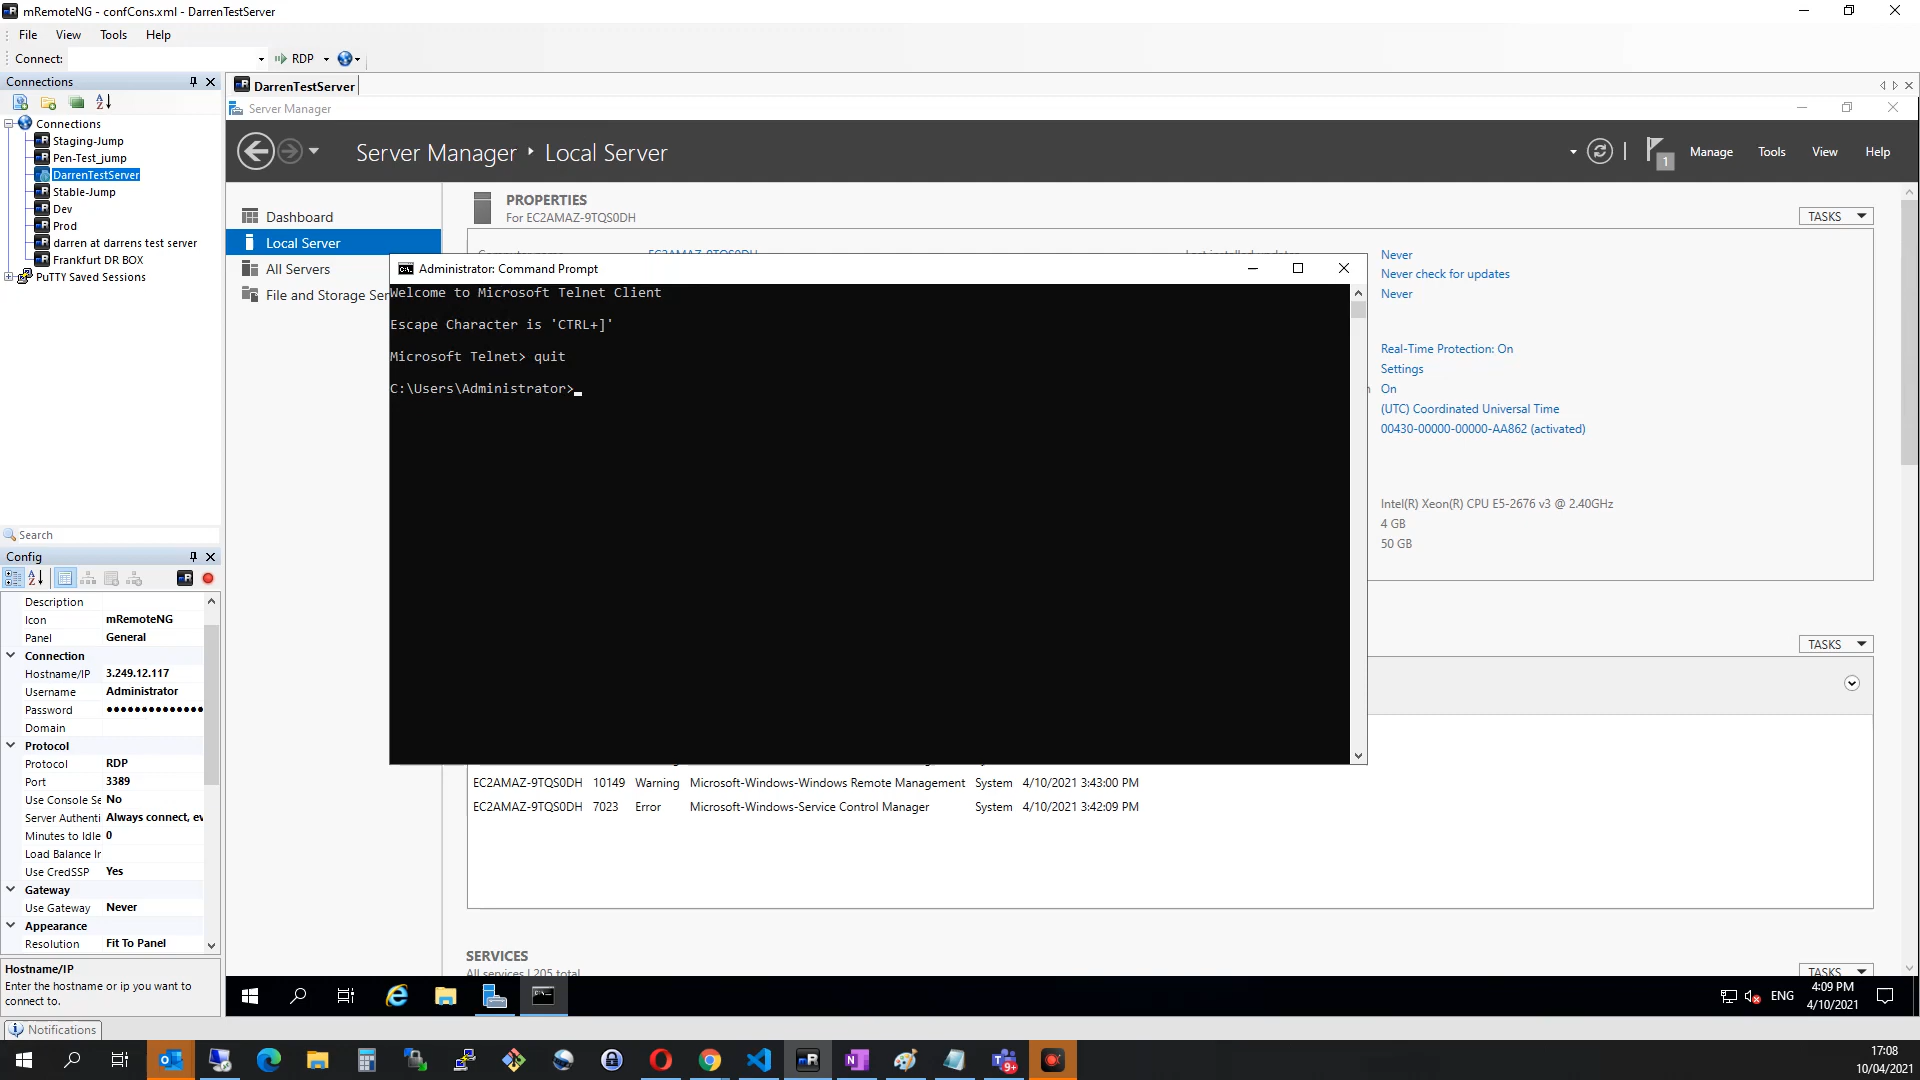 mRemoteNG - confCons.xml - DarrenTestServer
File View Tools Help
Connect: RDP
Connections
Connections
Staging-Jump
Pen-Test_jump
DarrenTestServer
Stable-Jump
Dev
Prod
darren at darrens test server
Frankfurt DR BOX
PuTTY Saved Sessions
Search
Config
Description
Icon mRemoteNG
Panel General
Connection
Hostname/IP 3.249.12.117
Username Administrator
Password ●●●●●●●●●●●●●●
Domain
Protocol
Protocol RDP
Port 3389
Use Console Se No
Server Authenti Always connect, ev
Minutes to Idle 0
Load Balance Ir
Use CredSSP Yes
Gateway
Use Gateway Never
Appearance
Resolution Fit To Panel
Hostname/IP
Enter the hostname or ip you want to
connect to.
Notifications
DarrenTestServer
Server Manager
Server Manager ‣ Local Server
1 Manage Tools View Help
Dashboard
Local Server
All Servers
File and Storage Ser
PROPERTIES
For EC2AMAZ-9TQS0DH
TASKS
Never
Never check for updates
Never
Real-Time Protection: On
Settings
On
(UTC) Coordinated Universal Time
00430-00000-00000-AA862 (activated)
Intel(R) Xeon(R) CPU E5-2676 v3 @ 2.40GHz
4 GB
50 GB
TASKS
Administrator: Command Prompt
Welcome to Microsoft Telnet Client
Escape Character is 'CTRL+]'
Microsoft Telnet> quit
C:\Users\Administrator>
EC2AMAZ-9TQS0DH 10149 Warning Microsoft-Windows-Windows Remote Management System 4/10/2021 3:43:00 PM
EC2AMAZ-9TQS0DH 7023 Error Microsoft-Windows-Service Control Manager System 4/10/2021 3:42:09 PM
SERVICES
All services | 205 total
TASKS
ENG
4:09 PM
4/10/2021
9+
17:08
10/04/2021